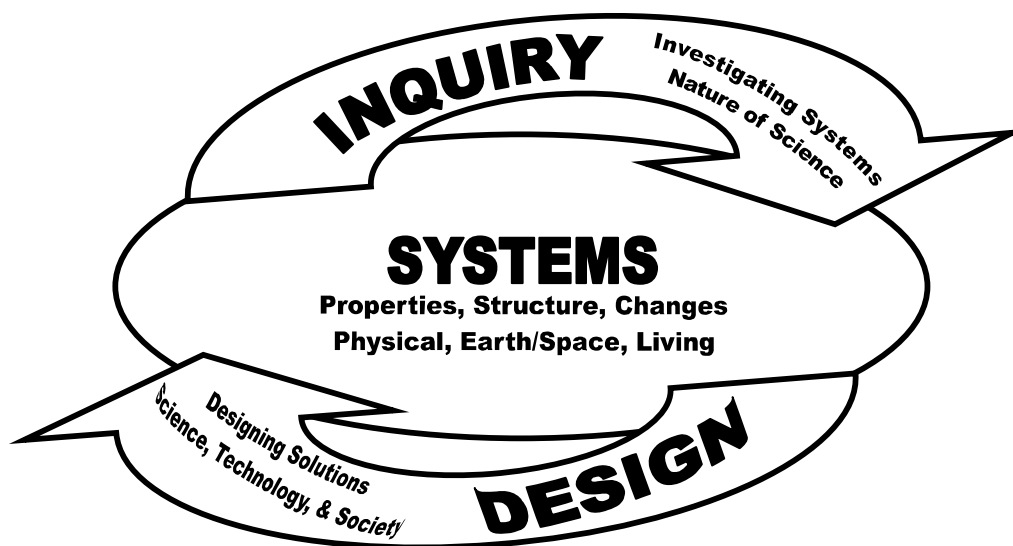 INQUIRY
Investigating Systems
Nature of Science
SYSTEMS
Properties, Structure, Changes
Physical, Earth/Space, Living
Designing Solutions
Science, Technology, & Society
DESIGN